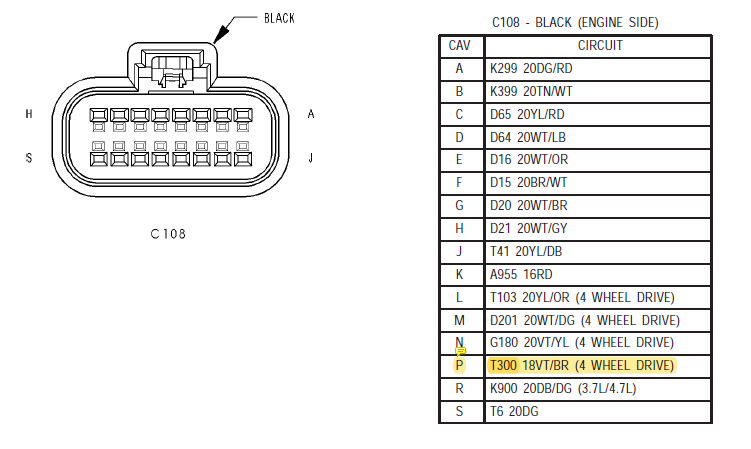 BLACK
H
A
S
J
C108
C108 - BLACK (ENGINE SIDE)
CAV CIRCUIT
A K299 20DG/RD
B K399 20TN/WT
C D65 20YL/RD
D D64 20WT/LB
E D16 20WT/OR
F D15 20BR/WT
G D20 20WT/BR
H D21 20WT/GY
J T41 20YL/DB
K A955 16RD
L T103 20YL/OR (4 WHEEL DRIVE)
M D201 20WT/DG (4 WHEEL DRIVE)
N G180 20VT/YL (4 WHEEL DRIVE)
P T300 18VT/BR (4 WHEEL DRIVE)
R K900 20DB/DG (3.7L/4.7L)
S T6 20DG